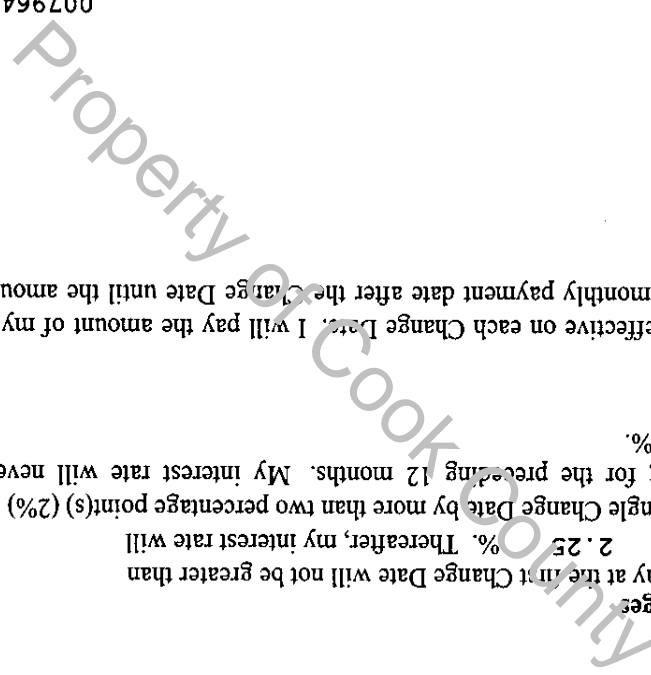 ges
ay at the first Change Date will not be greater than
2.25 %. Thereafter, my interest rate will
ngle Change Date by more than two percentage point(s) (2%)
for the preceding 12 months. My interest rate will neve
%.
effective on each Change Date. I will pay the amount of my
monthly payment date after the Change Date until the amou
007964
Property of Cook County